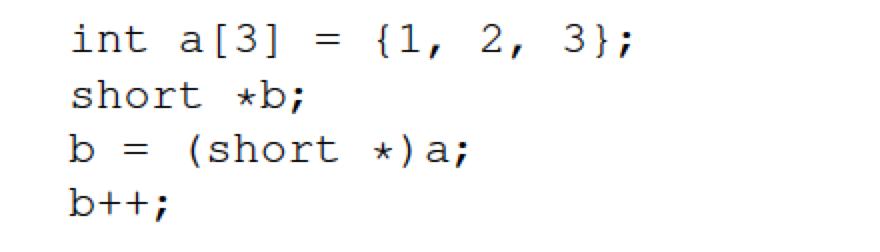 int a[3] = {1, 2, 3};
short *b;
b = (short *)a;
b++;